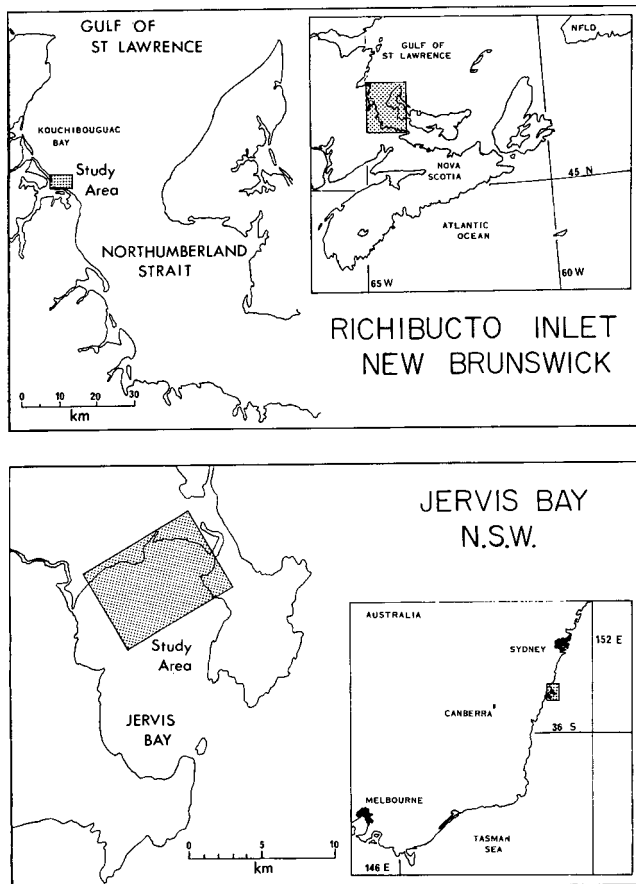 GULF OF
ST LAWRENCE
KOUCHIBOUGUAC
BAY
Study
Area
NORTHUMBERLAND
STRAIT
0 10 20 30
km
NFLD
GULF OF
ST LAWRENCE
NOVA
SCOTIA
45 N
ATLANTIC
OCEAN
65 W
60 W
RICHIBUCTO INLET
NEW BRUNSWICK
JERVIS BAY
N.S.W.
Study
Area
JERVIS
BAY
0 5 10
km
AUSTRALIA
SYDNEY
152 E
CANBERRA
36 S
MELBOURNE
TASMAN
SEA
146 E